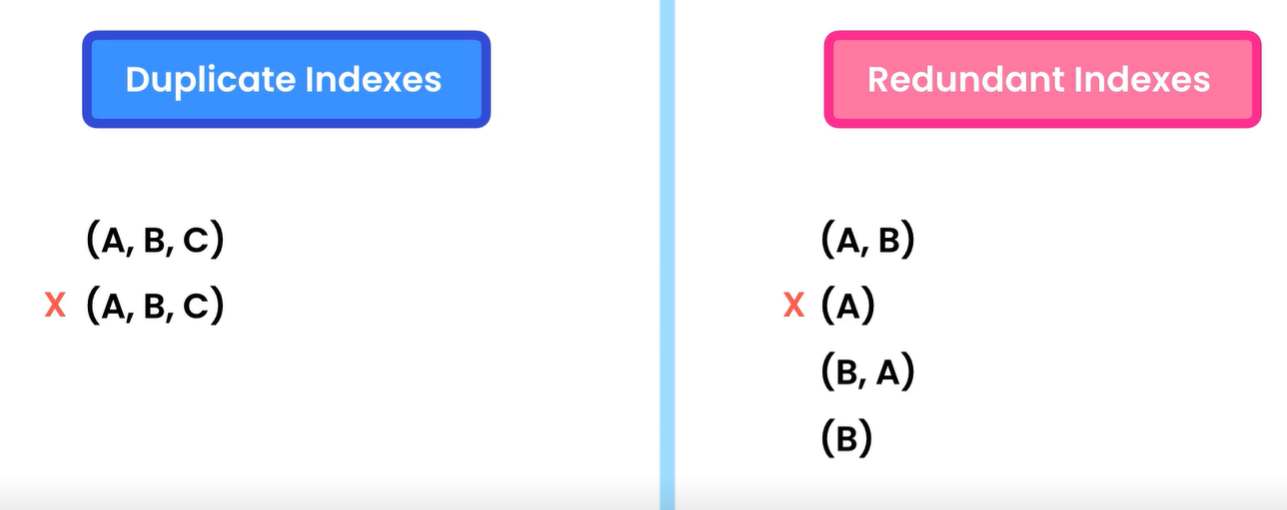 Duplicate Indexes
(A, B, C)
X (A, B, C)
Redundant Indexes
(A, B)
X (A)
(B, A)
(B)